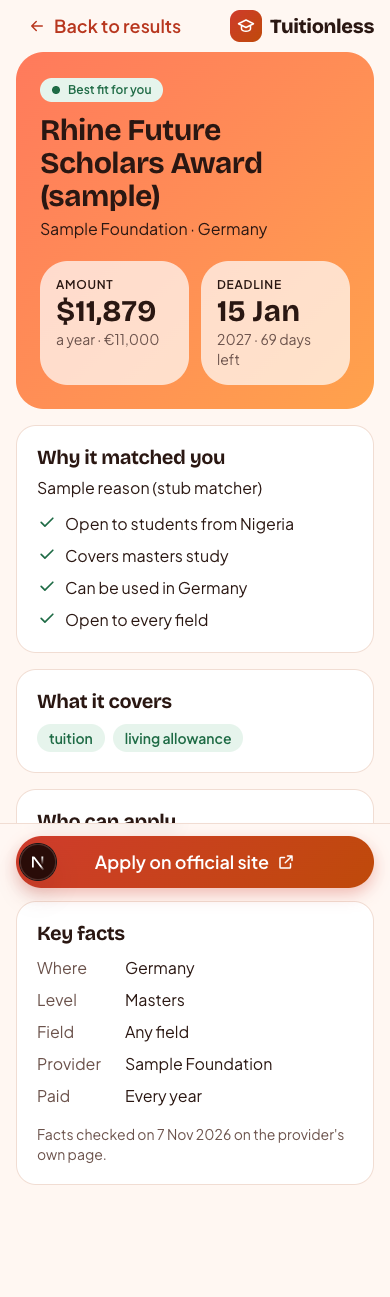 Back to results
Tuitionless
Best fit for you
Rhine Future
Scholars Award
(sample)
Sample Foundation · Germany
AMOUNT
$11,879
a year · €11,000
DEADLINE
15 Jan
2027 · 69 days
left
Why it matched you
Sample reason (stub matcher)
Open to students from Nigeria
Covers masters study
Can be used in Germany
Open to every field
What it covers
tuition
living allowance
Who can apply
N
Apply on official site
Key facts
Where Germany
Level Masters
Field Any field
Provider Sample Foundation
Paid Every year
Facts checked on 7 Nov 2026 on the provider's
own page.